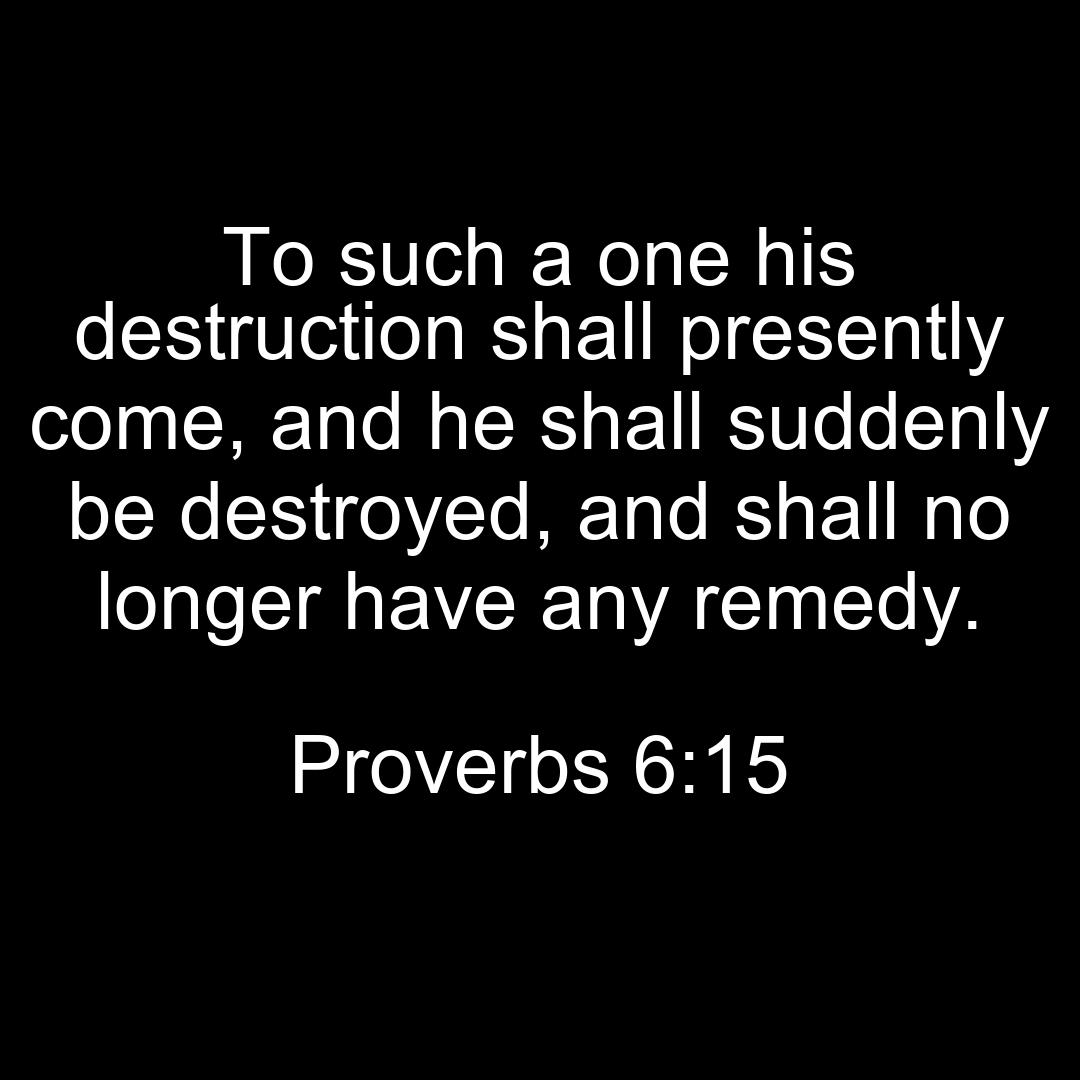 To such a one his
destruction shall presently
come, and he shall suddenly
be destroyed, and shall no
longer have any remedy.
Proverbs 6:15